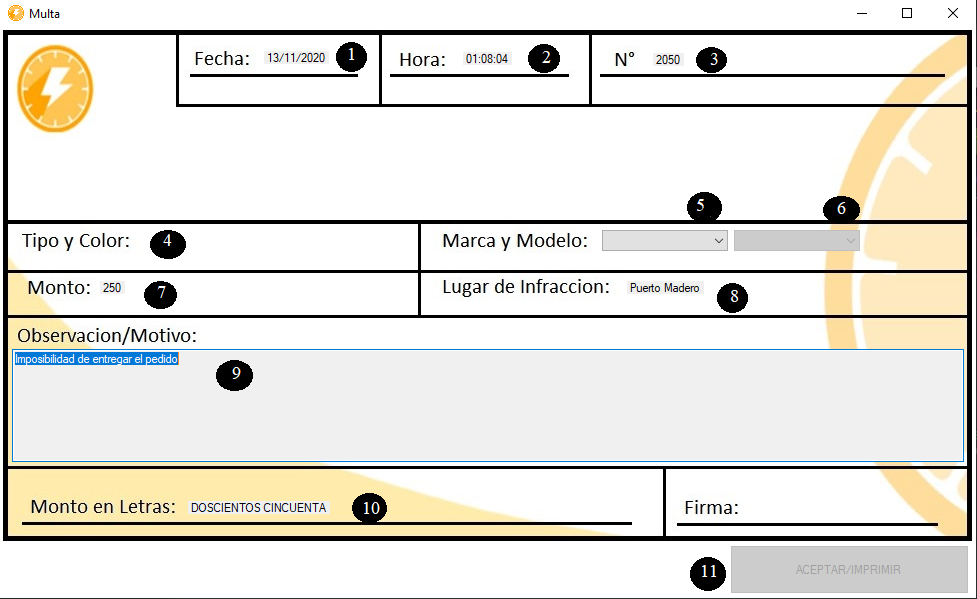 Multa
Fecha: 13/11/2020 1
Hora: 01:08:04 2
N° 2050 3
5 6
Tipo y Color: 4
Marca y Modelo:
Monto: 250 7
Lugar de Infraccion: Puerto Madero 8
Observacion/Motivo:
Imposibilidad de entregar el pedido
9
Monto en Letras: DOSCIENTOS CINCUENTA 10
Firma:
11 ACEPTAR/IMPRIMIR